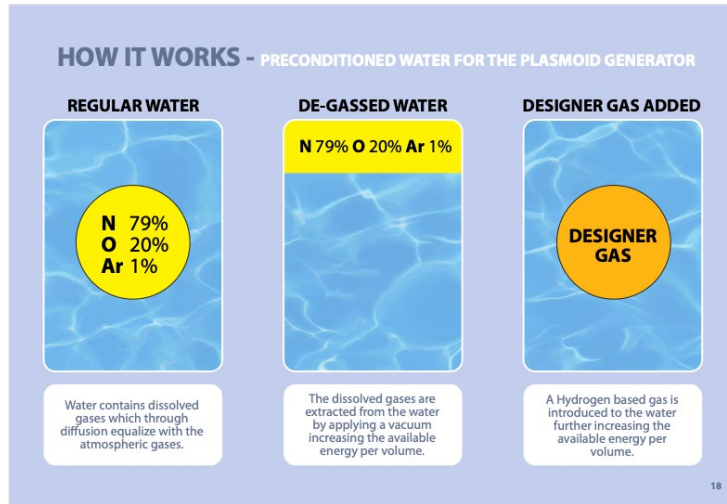 HOW IT WORKS - PRECONDITIONED WATER FOR THE PLASMOID GENERATOR
REGULAR WATER
N 79%
O 20%
Ar 1%
Water contains dissolved
gases which through
diffusion equalize with the
atmospheric gases.
DE-GASSED WATER
N 79% O 20% Ar 1%
The dissolved gases are
extracted from the water
by applying a vacuum
increasing the available
energy per volume.
DESIGNER GAS ADDED
DESIGNER
GAS
A Hydrogen based gas is
introduced to the water
further increasing the
available energy per
volume.
18